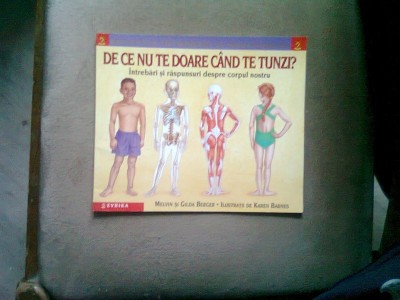 DE CE NU TE DOARE CÂND TE TUNZI?
Întrebări și răspunsuri despre corpul nostru
MELVIN ȘI GILDA BERGER • ILUSTRAȚII DE KAREN BARNES
EVRIKA